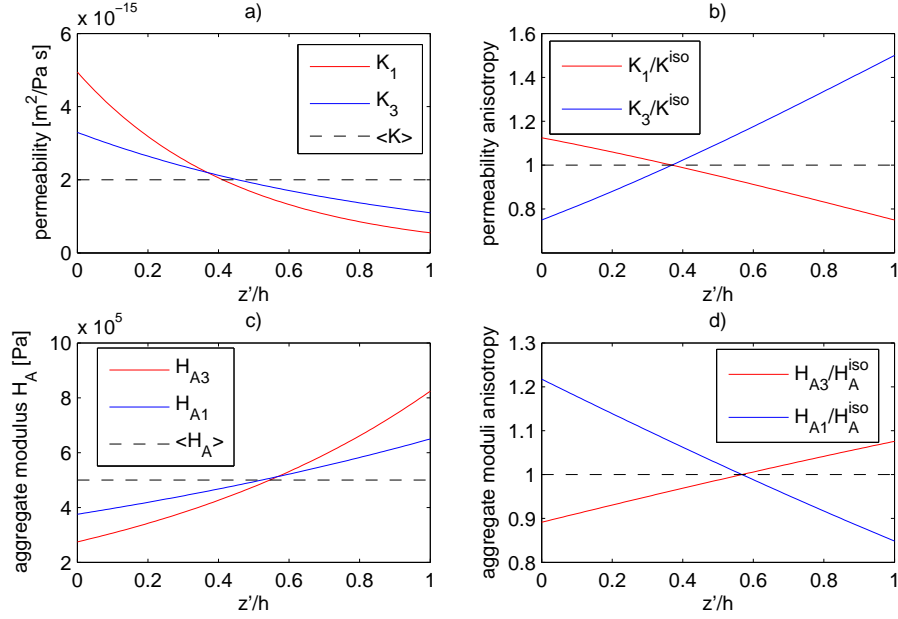 a)
x 10^-15
permeability [m^2/Pa s]
6
4
2
0
K_1
K_3
<K>
0 0.2 0.4 0.6 0.8 1
z'/h
b)
permeability anisotropy
1.6
1.4
1.2
1
0.8
K_1/K^iso
K_3/K^iso
0 0.2 0.4 0.6 0.8 1
z'/h
c)
x 10^5
aggregate modulus H_A [Pa]
10
8
6
4
2
H_A3
H_A1
<H_A>
0 0.2 0.4 0.6 0.8 1
z'/h
d)
aggregate moduli anisotropy
1.3
1.2
1.1
1
0.9
0.8
H_A3/H_A^iso
H_A1/H_A^iso
0 0.2 0.4 0.6 0.8 1
z'/h